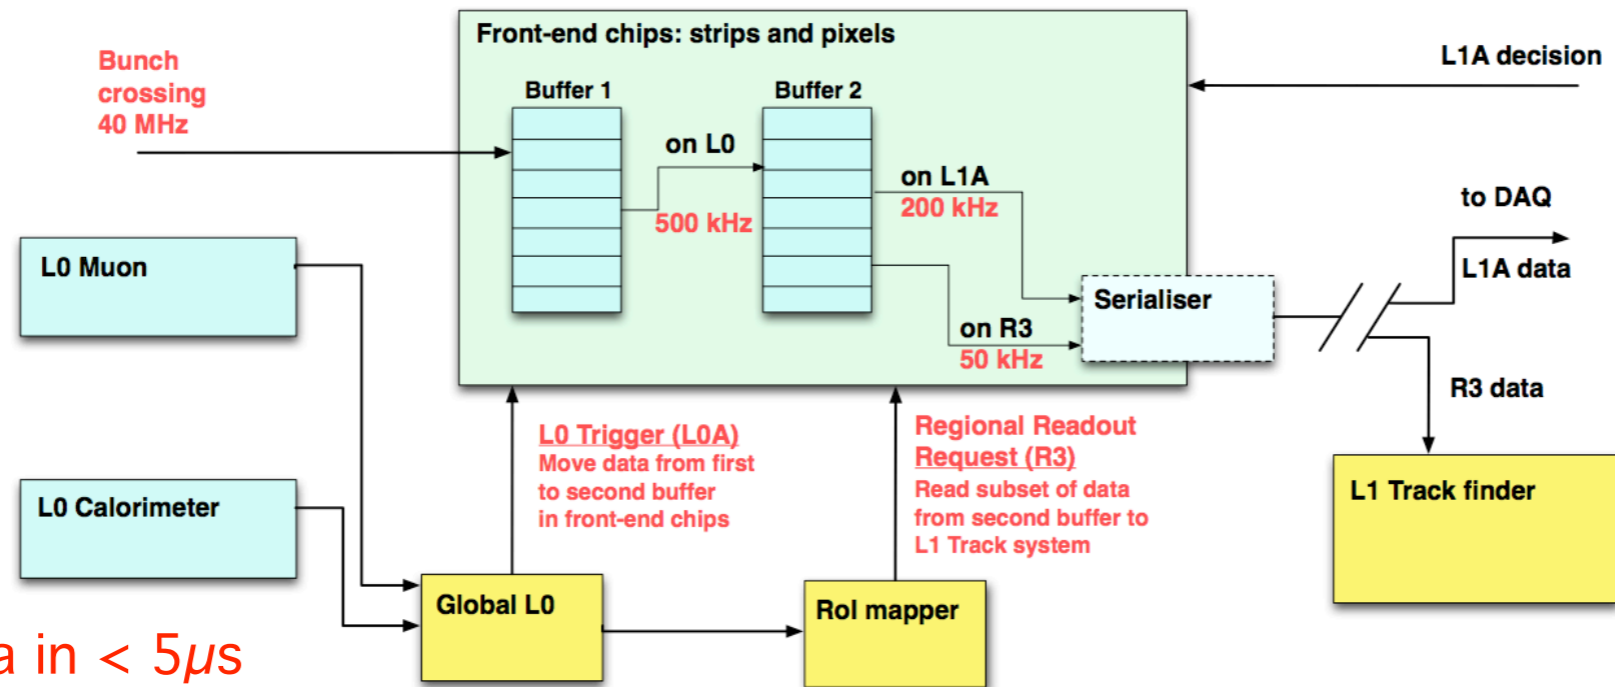 Front-end chips: strips and pixels
Bunch
crossing
40 MHz
L1A decision
Buffer 1
Buffer 2
on L0
500 kHz
on L1A
200 kHz
to DAQ
L1A data
L0 Muon
Serialiser
on R3
50 kHz
R3 data
L0 Trigger (L0A)
Move data from first
to second buffer
in front-end chips
Regional Readout
Request (R3)
Read subset of data
from second buffer to
L1 Track system
L0 Calorimeter
L1 Track finder
Global L0
RoI mapper
a in < 5μs